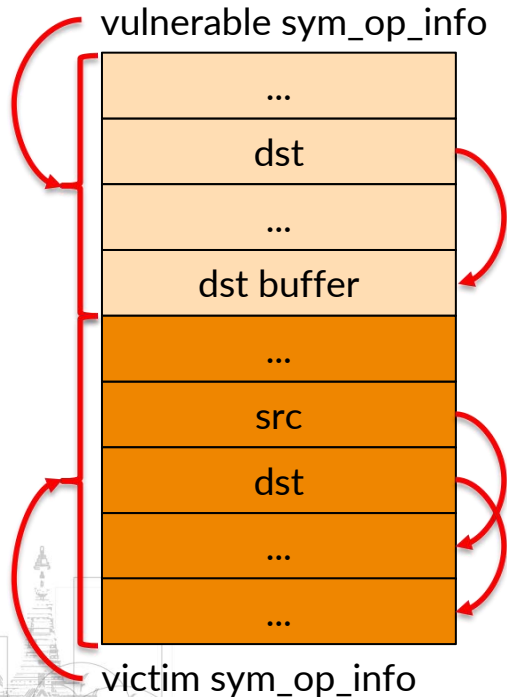 vulnerable sym_op_info
...
dst
...
dst buffer
...
src
dst
...
...
victim sym_op_info